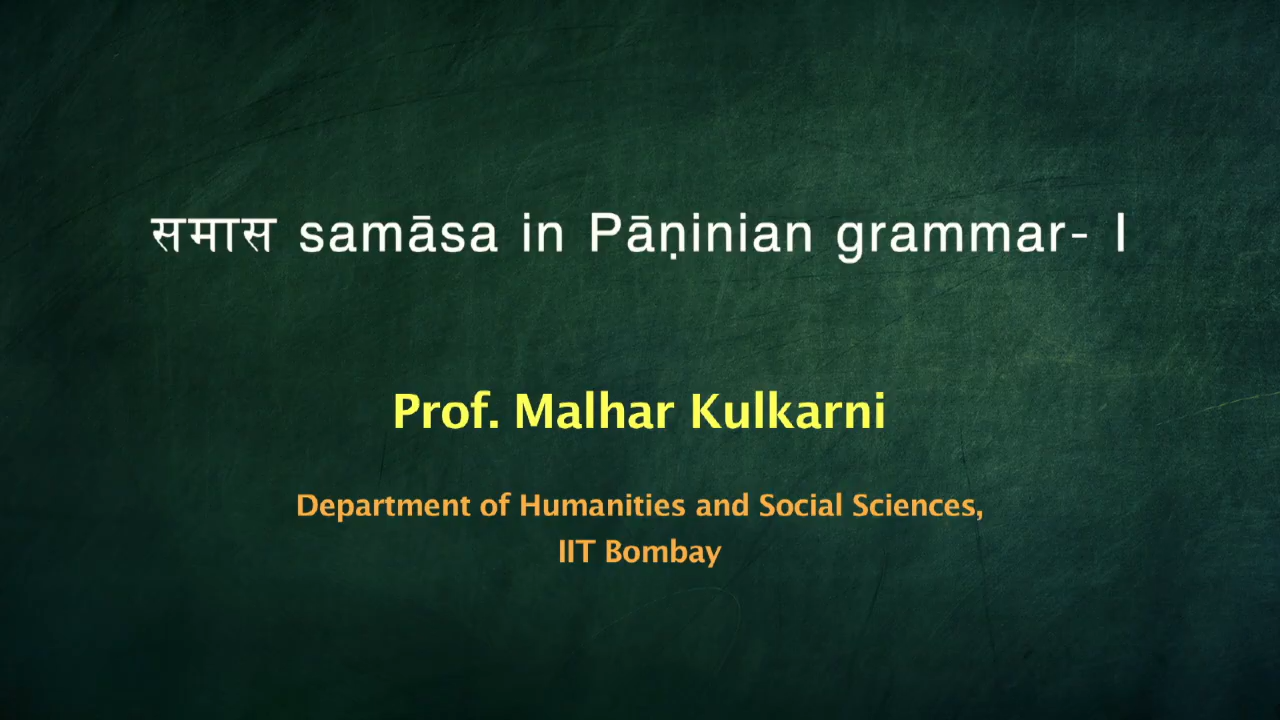 समास samāsa in Pāṇinian grammar- I
Prof. Malhar Kulkarni
Department of Humanities and Social Sciences,
IIT Bombay